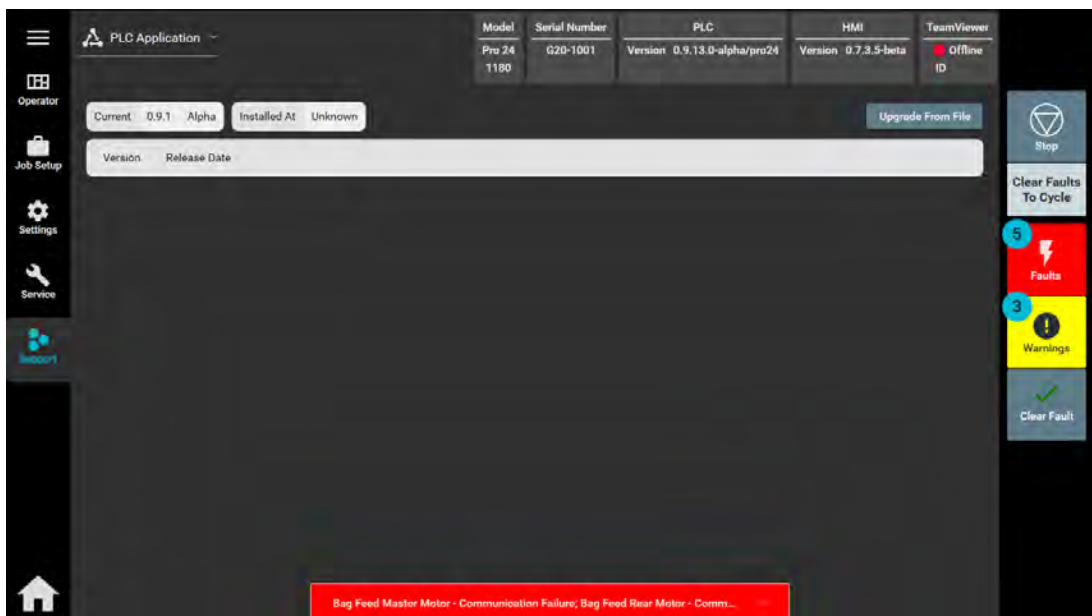 PLC Application
Model
Pro 24
1180
Serial Number
G20-1001
PLC
Version 0.9.13.0-alpha/pro24
HMI
Version 0.7.3.5-beta
TeamViewer
Offline
ID
Operator
Job Setup
Settings
Service
Support
Current 0.9.1 Alpha
Installed At Unknown
Upgrade From File
Version Release Date
Stop
Clear Faults
To Cycle
5
Faults
3
Warnings
Clear Fault
Bag Feed Master Motor - Communication Failure; Bag Feed Rear Motor - Comm...